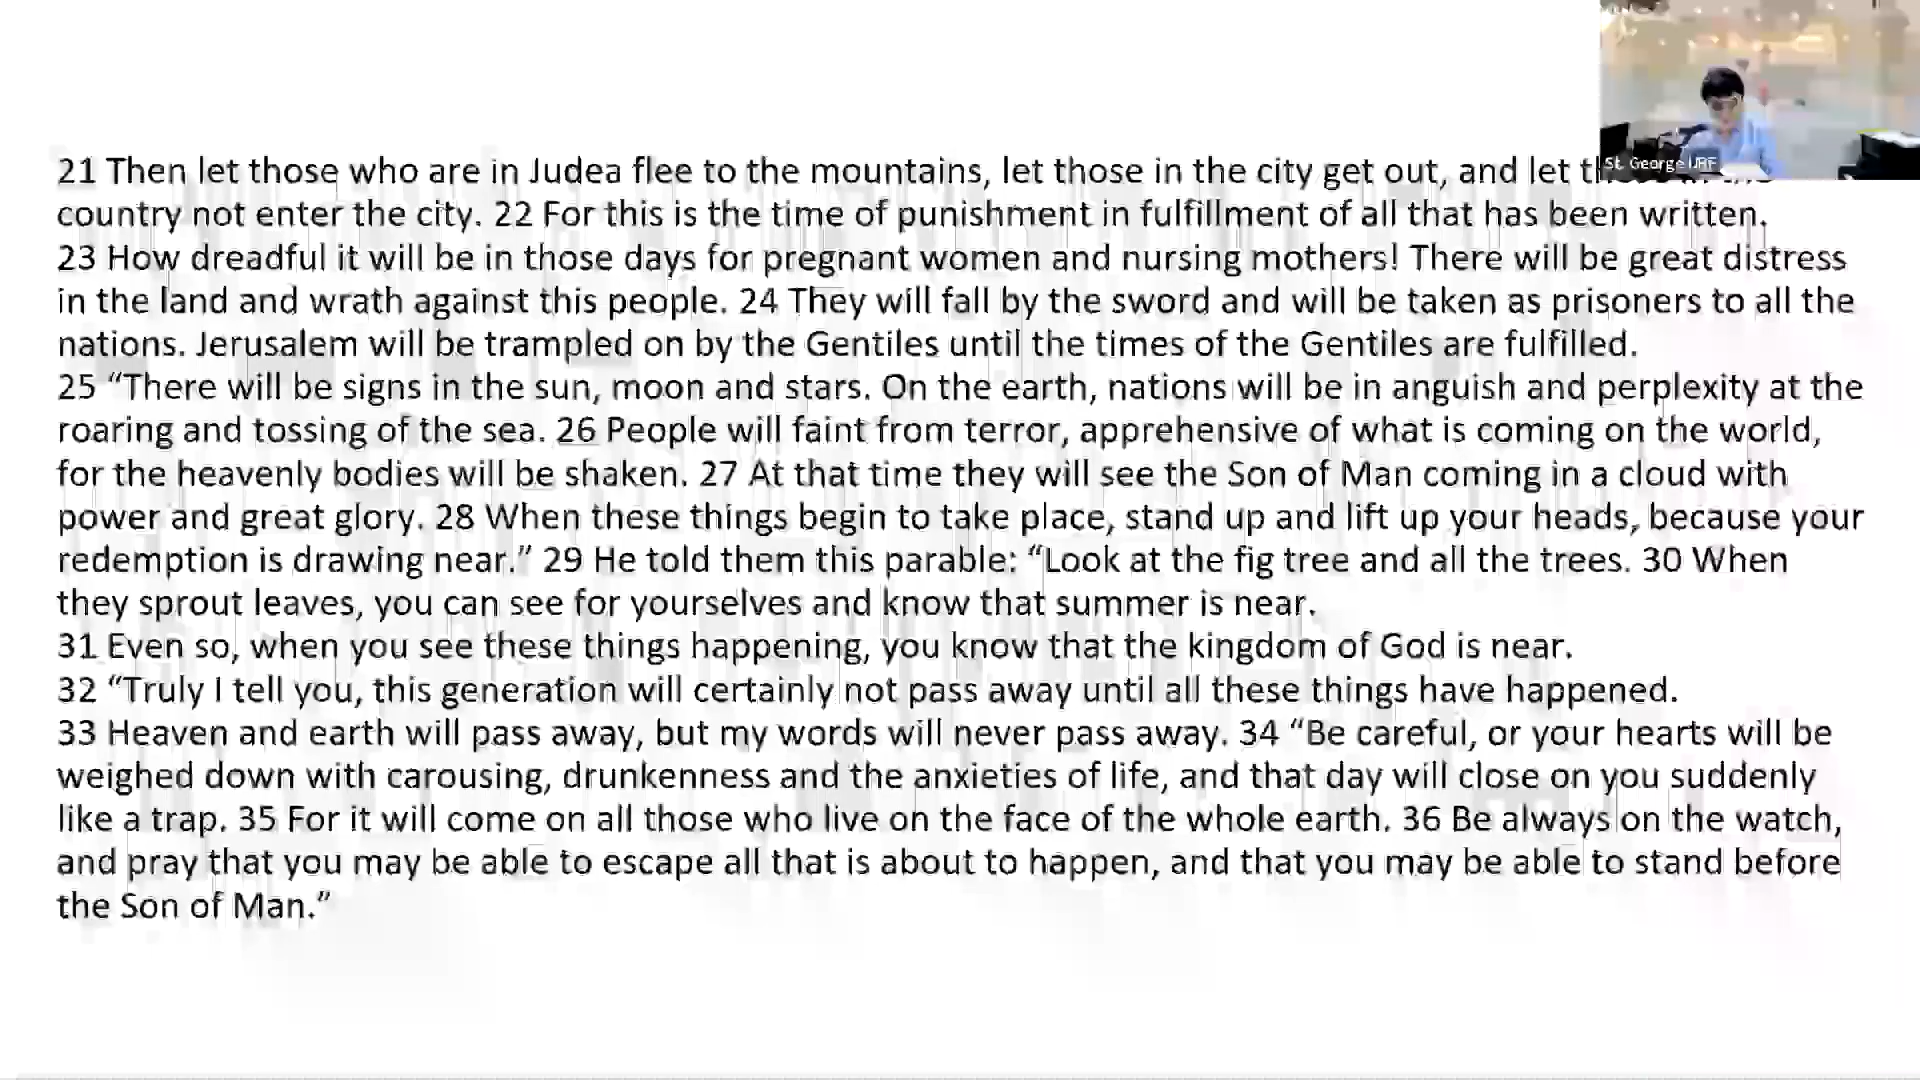 21 Then let those who are in Judea flee to the mountains, let those in the city get out, and let
country not enter the city. 22 For this is the time of punishment in fulfillment of all that has been written.
23 How dreadful it will be in those days for pregnant women and nursing mothers! There will be great distress
in the land and wrath against this people. 24 They will fall by the sword and will be taken as prisoners to all the
nations. Jerusalem will be trampled on by the Gentiles until the times of the Gentiles are fulfilled.
25 “There will be signs in the sun, moon and stars. On the earth, nations will be in anguish and perplexity at the
roaring and tossing of the sea. 26 People will faint from terror, apprehensive of what is coming on the world,
for the heavenly bodies will be shaken. 27 At that time they will see the Son of Man coming in a cloud with
power and great glory. 28 When these things begin to take place, stand up and lift up your heads, because your
redemption is drawing near.” 29 He told them this parable: “Look at the fig tree and all the trees. 30 When
they sprout leaves, you can see for yourselves and know that summer is near.
31 Even so, when you see these things happening, you know that the kingdom of God is near.
32 “Truly I tell you, this generation will certainly not pass away until all these things have happened.
33 Heaven and earth will pass away, but my words will never pass away. 34 “Be careful, or your hearts will be
weighed down with carousing, drunkenness and the anxieties of life, and that day will close on you suddenly
like a trap. 35 For it will come on all those who live on the face of the whole earth. 36 Be always on the watch,
and pray that you may be able to escape all that is about to happen, and that you may be able to stand before
the Son of Man.”
St. George